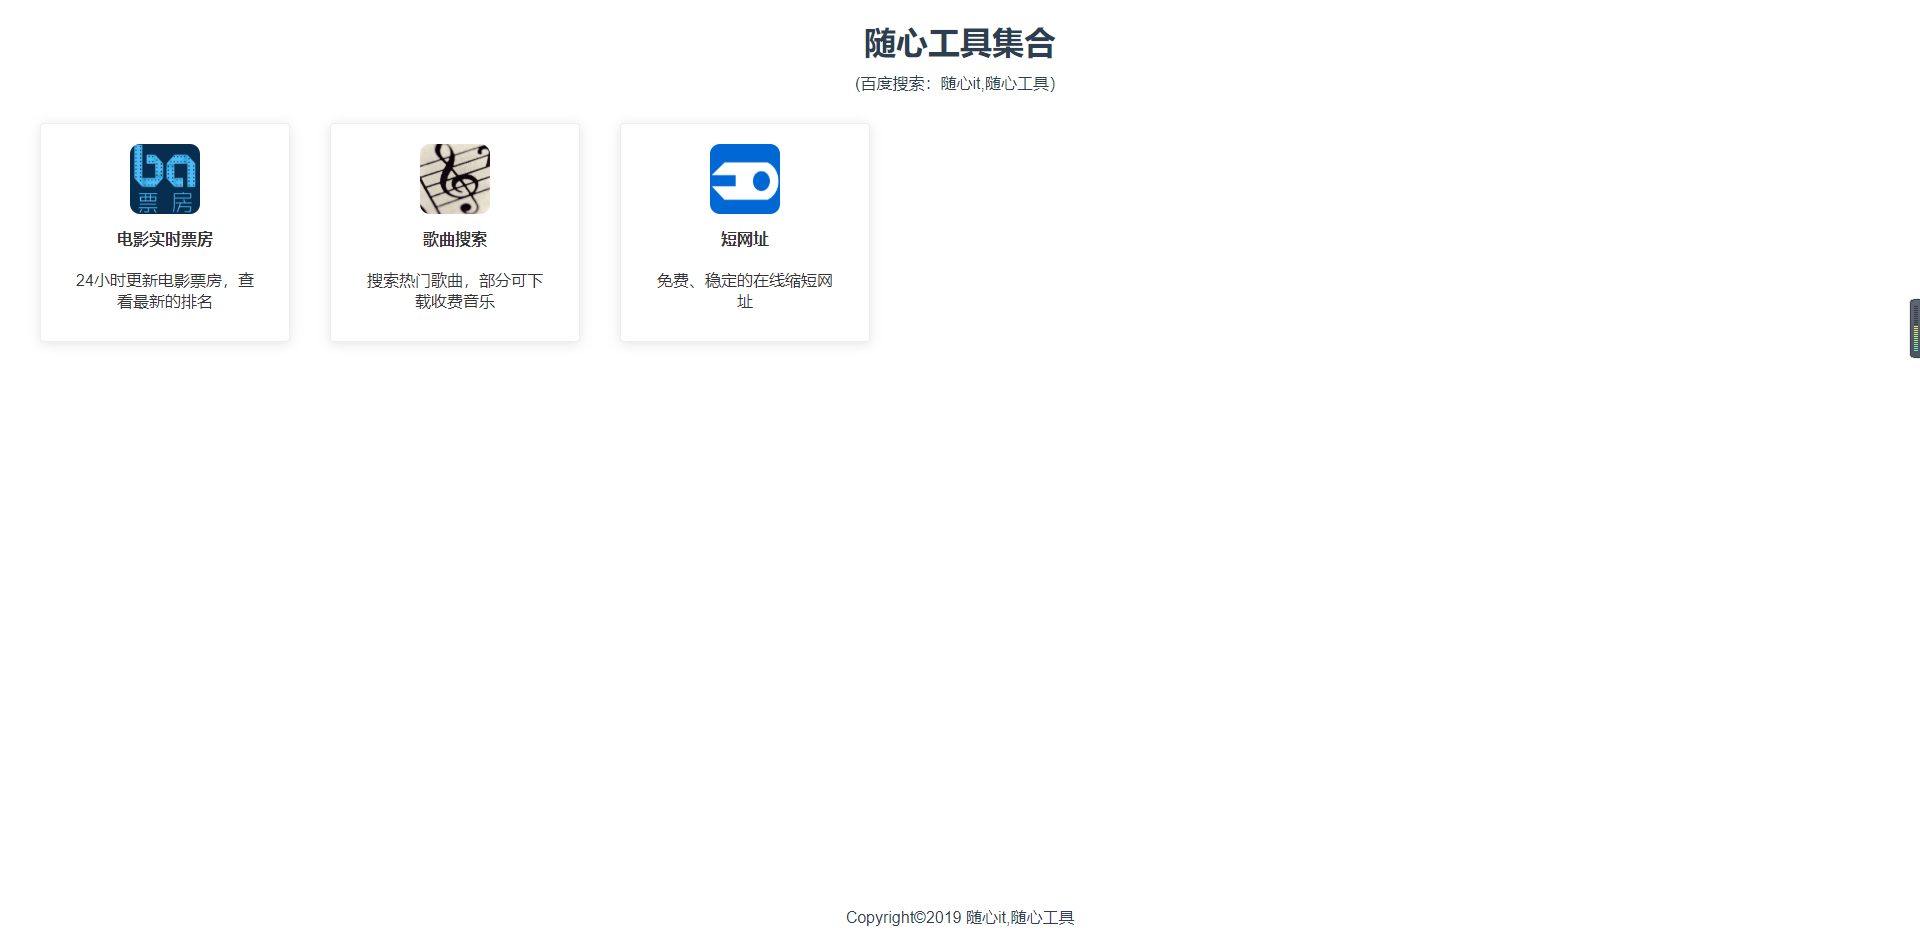 随心工具集合
(百度搜索：随心it,随心工具)
ba
票房
电影实时票房
24小时更新电影票房，查
看最新的排名
歌曲搜索
搜索热门歌曲，部分可下
载收费音乐
短网址
免费、稳定的在线缩短网
址
Copyright©2019 随心it,随心工具